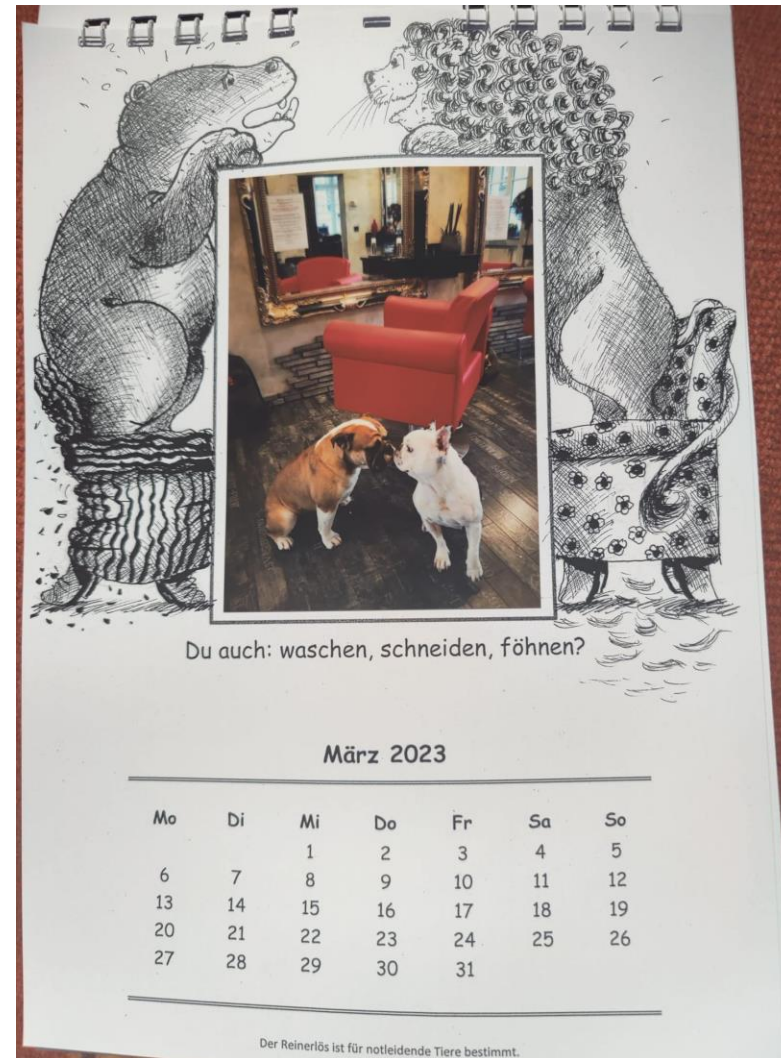 Du auch: waschen, schneiden, föhnen?
März 2023
Mo Di Mi Do Fr Sa So
1 2 3 4 5
6 7 8 9 10 11 12
13 14 15 16 17 18 19
20 21 22 23 24 25 26
27 28 29 30 31
Der Reinerlös ist für notleidende Tiere bestimmt.